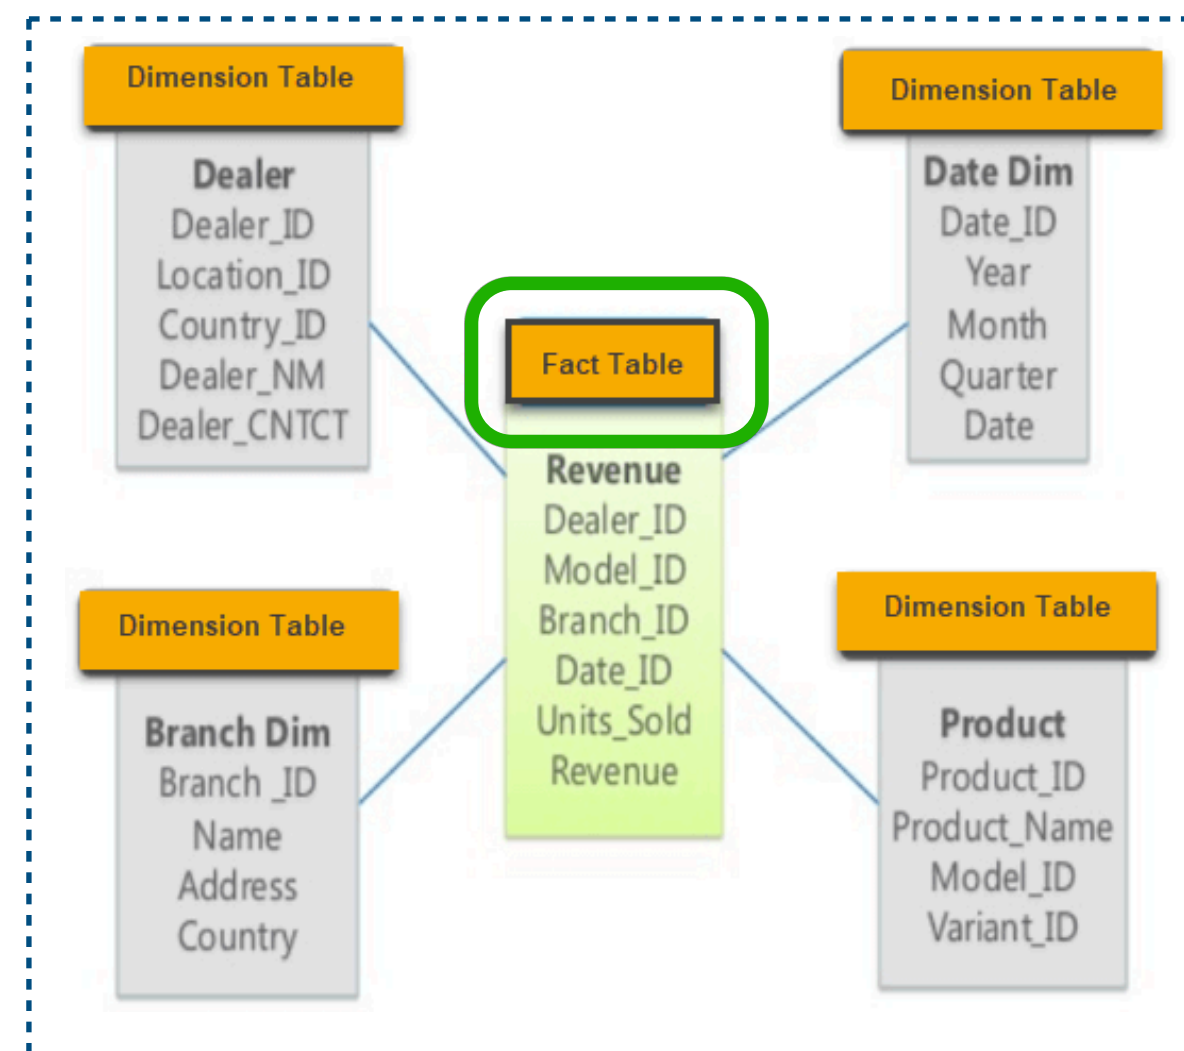 Dimension Table
Dealer
Dealer_ID
Location_ID
Country_ID
Dealer_NM
Dealer_CNTCT
Dimension Table
Date Dim
Date_ID
Year
Month
Quarter
Date
Fact Table
Revenue
Dealer_ID
Model_ID
Branch_ID
Date_ID
Units_Sold
Revenue
Dimension Table
Branch Dim
Branch _ID
Name
Address
Country
Dimension Table
Product
Product_ID
Product_Name
Model_ID
Variant_ID